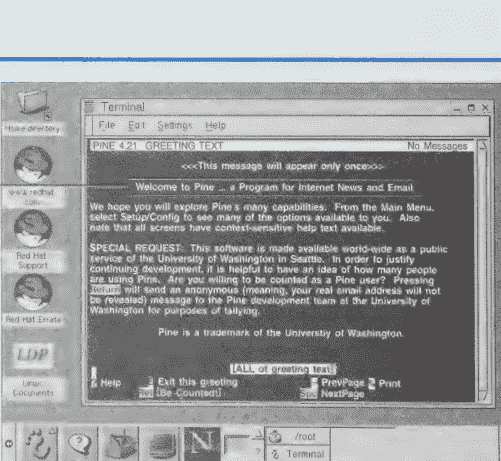 Terminal
File Edit Settings Help
PINE 4.21 GREETING TEXT No Messages
<<<This message will appear only once>>>
Welcome to Pine ... a Program for Internet News and Email
We hope you will explore Pine's many capabilities. From the Main Menu,
select Setup/Config to see many of the options available to you. Also
note that all screens have context-sensitive help text available.
SPECIAL REQUEST: This software is made available world-wide as a public
service of the University of Washington in Seattle. In order to justify
continuing development, it is helpful to have an idea of how many people
are using Pine. Are you willing to be counted as a Pine user? Pressing
Return will send an anonymous (meaning, your real email address will not
be revealed) message to the Pine development team at the University of
Washington for purposes of tallying.
Pine is a trademark of the Universtiy of Washington.
[ALL of greeting text]
? Help E Exit this greeting PrevPage Print
Ret [Be Counted!] Spc NextPage
Home directory
www.redhat
.com
Red Hat
Support
Red Hat Errata
LDP
Linux
Documents
N
/root
Terminal